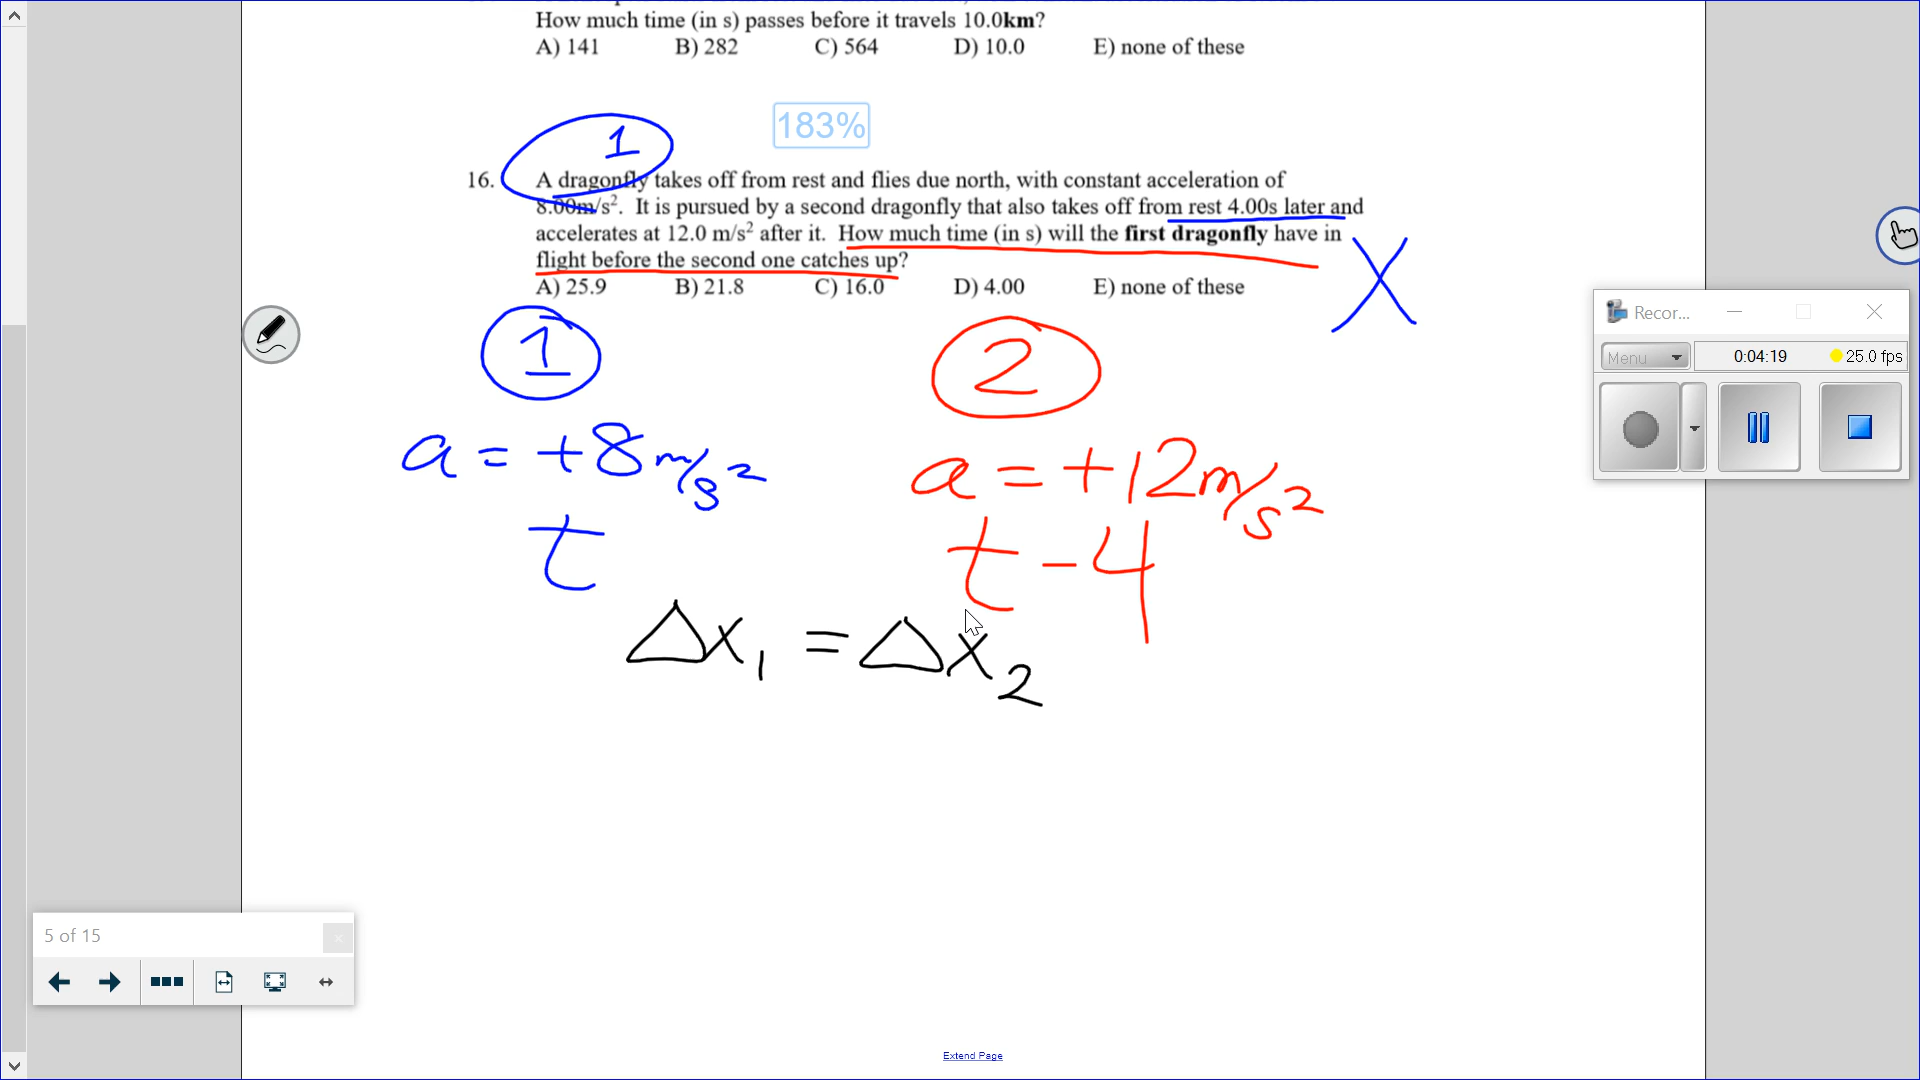 How much time (in s) passes before it travels 10.0km?
A) 141 B) 282 C) 564 D) 10.0 E) none of these
183%
1
16. A dragonfly takes off from rest and flies due north, with constant acceleration of
8.00m/s². It is pursued by a second dragonfly that also takes off from rest 4.00s later and
accelerates at 12.0 m/s² after it. How much time (in s) will the first dragonfly have in
flight before the second one catches up?
A) 25.9 B) 21.8 C) 16.0 D) 4.00 E) none of these
X
1 2
a = +8 m/s² a = +12 m/s²
t t - 4
Δx₁ = Δx₂
Recor...
Menu 0:04:19 25.0 fps
5 of 15
Extend Page